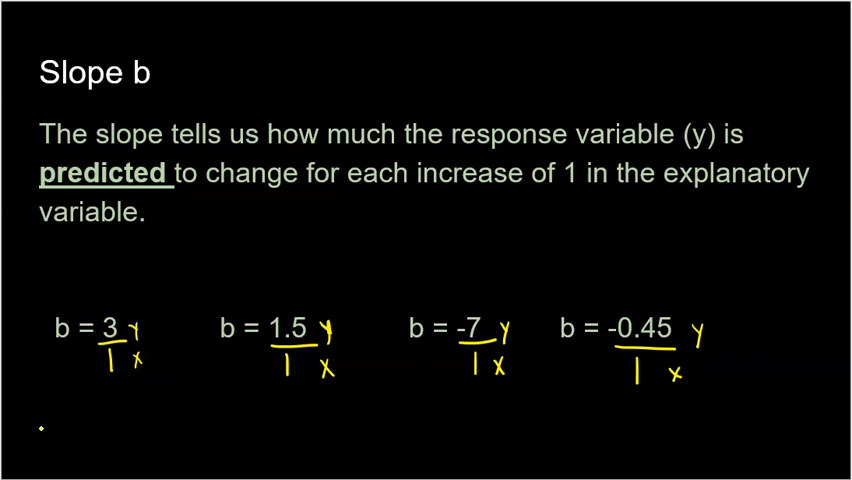 Slope b
The slope tells us how much the response variable (y) is
predicted to change for each increase of 1 in the explanatory
variable.
b = 3 y b = 1.5 y b = -7 y b = -0.45 y
1 x 1 x 1 x 1 x